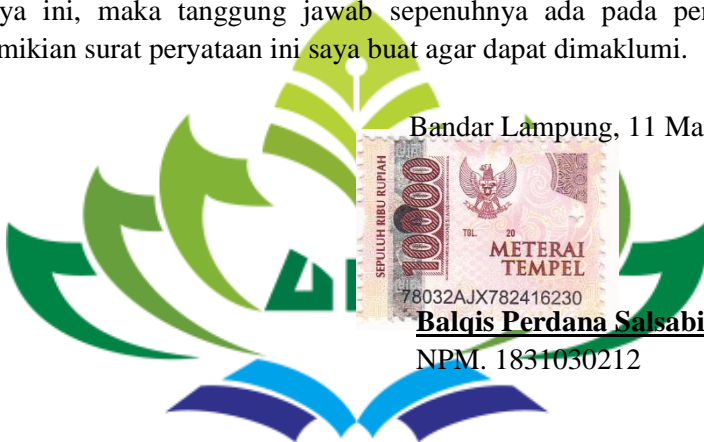 ya ini, maka tanggung jawab sepenuhnya ada pada per
mikian surat peryataan ini saya buat agar dapat dimaklumi.
Bandar Lampung, 11 Ma
SEPULUH RIBU RUPIAH
10000
TGL. 20
METERAI
TEMPEL
78032AJX782416230
Balqis Perdana Salsabi
NPM. 1831030212